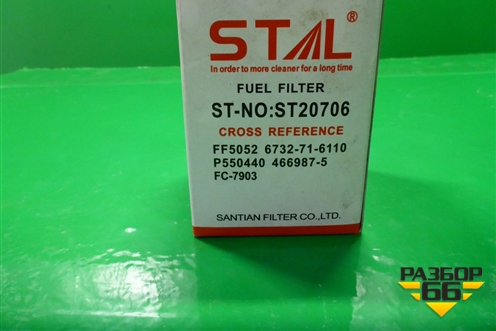 STAL®
In order to more cleaner for a long time
FUEL FILTER
ST-NO:ST20706
CROSS REFERENCE
FF5052 6732-71-6110
P550440 466987-5
FC-7903
SANTIAN FILTER CO.,LTD.
РАЗБОР
66